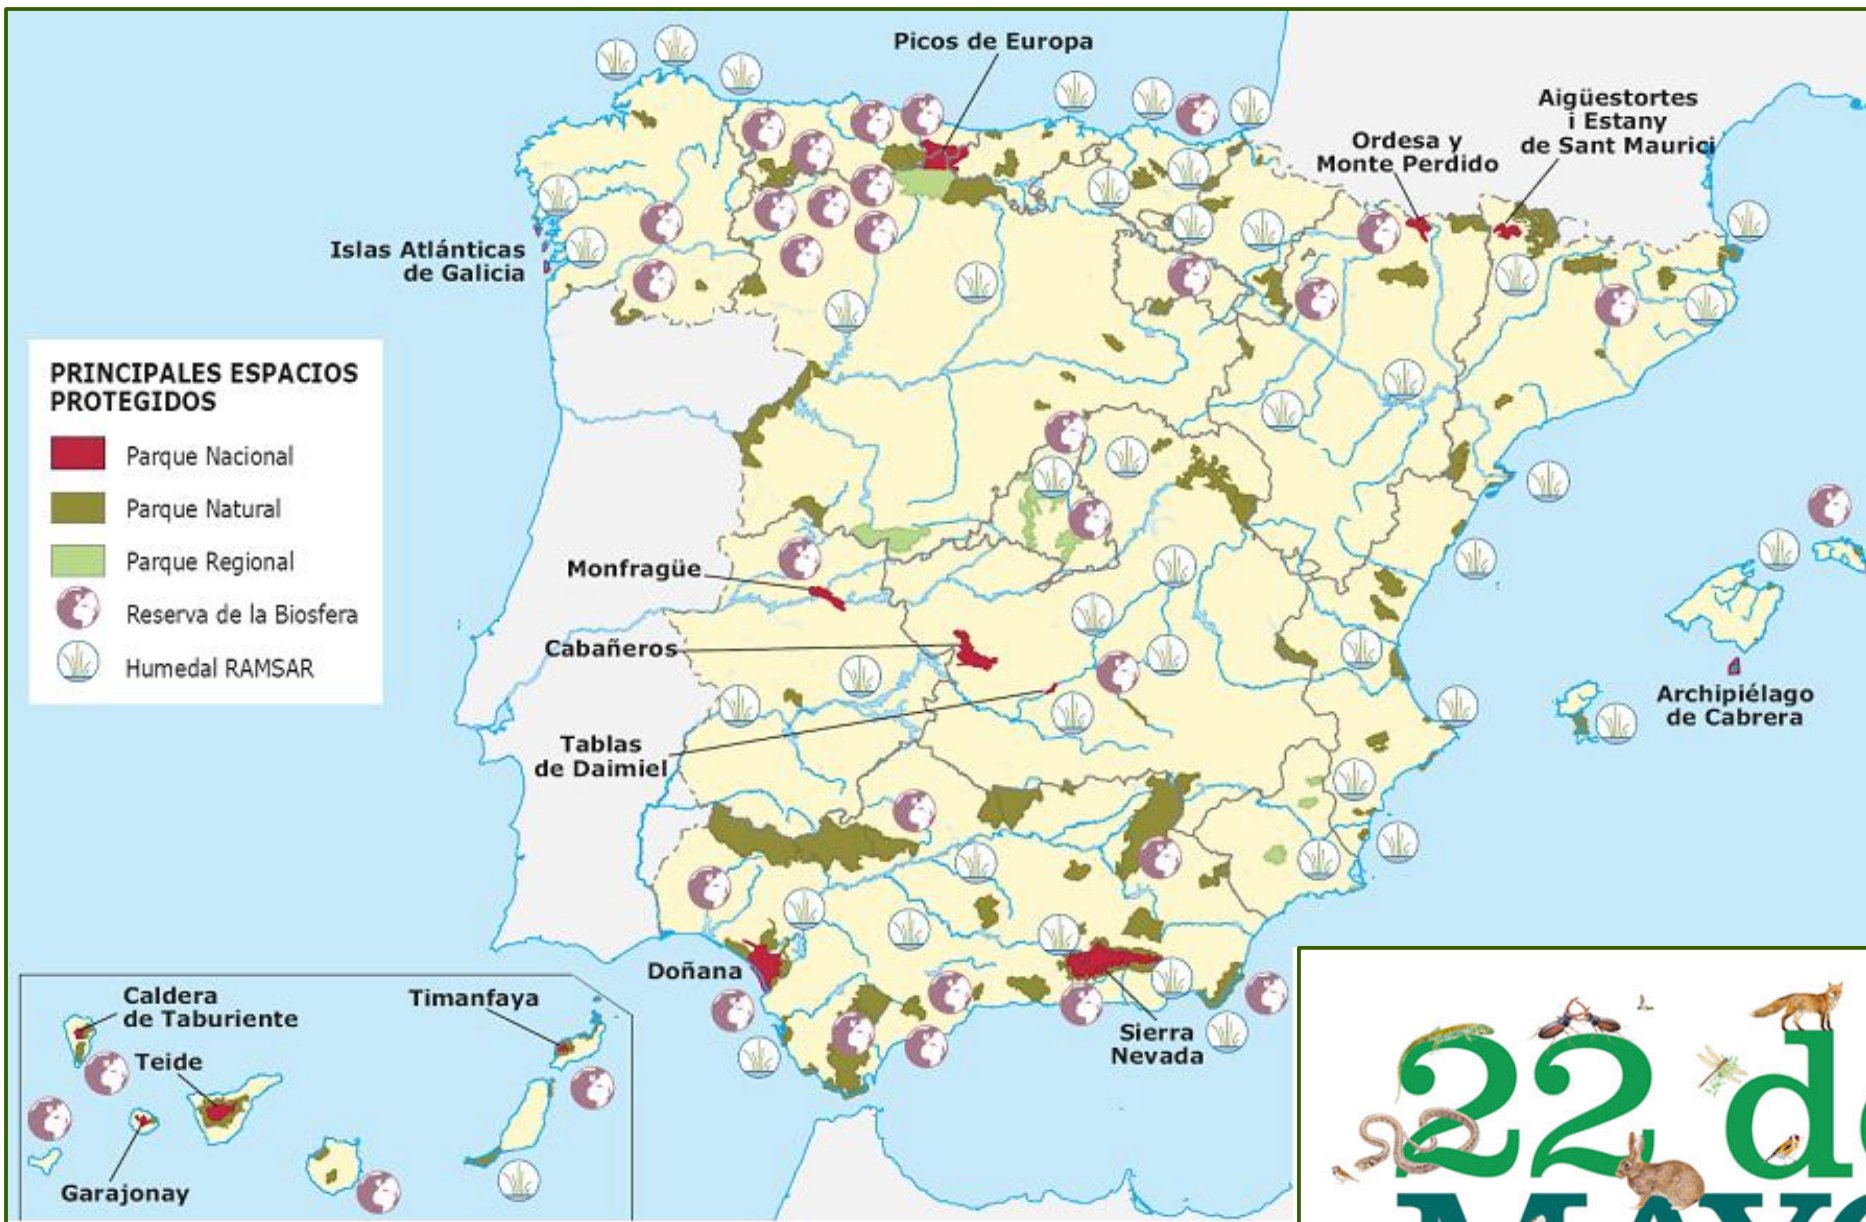 Picos de Europa
Aigüestortes
i Estany
de Sant Maurici
Ordesa y
Monte Perdido
Islas Atlánticas
de Galicia
PRINCIPALES ESPACIOS
PROTEGIDOS
Parque Nacional
Parque Natural
Parque Regional
Reserva de la Biosfera
Humedal RAMSAR
Monfragüe
Cabañeros
Tablas
de Daimiel
Archipiélago
de Cabrera
Doñana
Sierra
Nevada
Caldera
de Taburiente
Timanfaya
Teide
Garajonay
22 de
MAYO